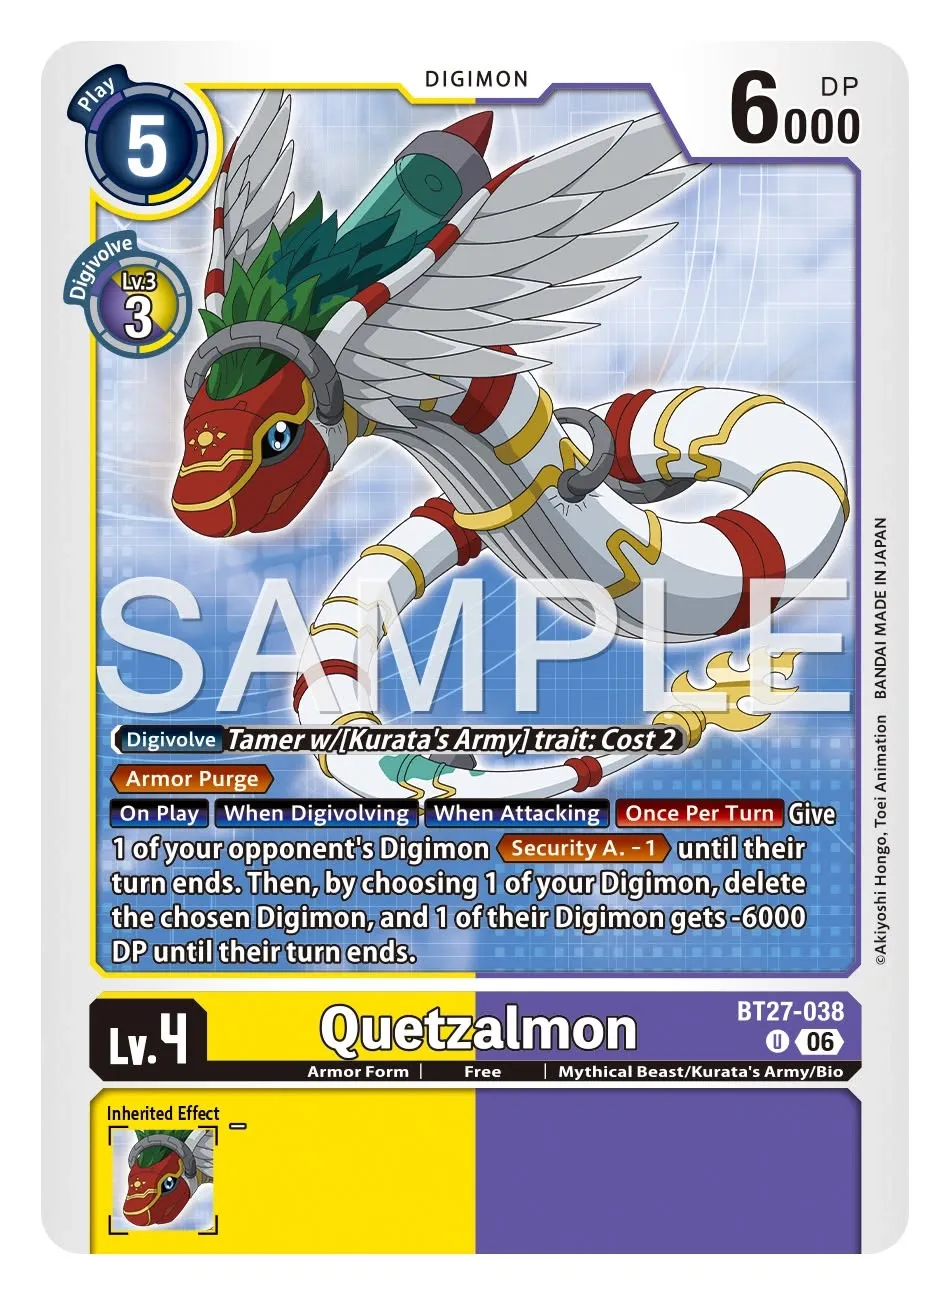 DIGIMON
Play
5
6000
DP
Digivolve
Lv.3
3
SAMPLE
Digivolve Tamer w/[Kurata's Army] trait: Cost 2
Armor Purge
On Play When Digivolving When Attacking Once Per Turn Give
1 of your opponent's Digimon Security A. -1 until their
turn ends. Then, by choosing 1 of your Digimon, delete
the chosen Digimon, and 1 of their Digimon gets -6000
DP until their turn ends.
©Akiyoshi Hongo, Toei Animation BANDAI MADE IN JAPAN
Lv.4
Quetzalmon
BT27-038
U 06
Armor Form | Free | Mythical Beast/Kurata's Army/Bio
Inherited Effect –